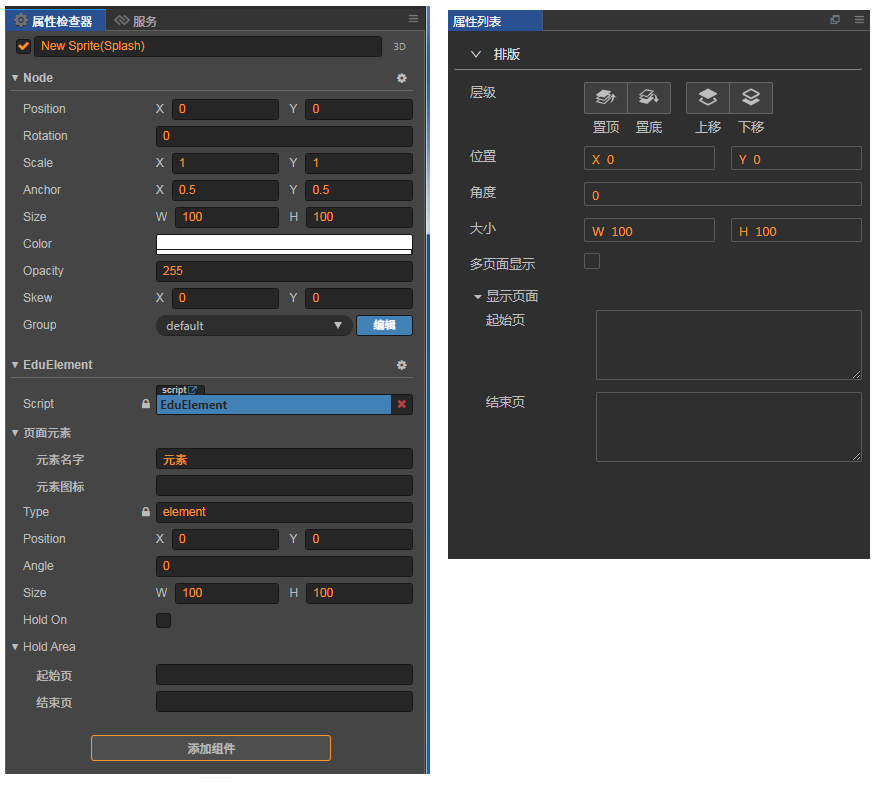 属性检查器 服务
New Sprite(Splash) 3D
Node
Position X 0 Y 0
Rotation 0
Scale X 1 Y 1
Anchor X 0.5 Y 0.5
Size W 100 H 100
Color
Opacity 255
Skew X 0 Y 0
Group default 编辑
EduElement
script
Script EduElement
页面元素
元素名字 元素
元素图标
Type element
Position X 0 Y 0
Angle 0
Size W 100 H 100
Hold On
Hold Area
起始页
结束页
添加组件
属性列表
排版
层级
置顶 置底 上移 下移
位置 X 0 Y 0
角度 0
大小 W 100 H 100
多页面显示
显示页面
起始页
结束页